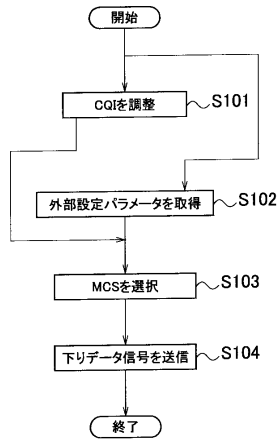 開始
CQIを調整 S101
外部設定パラメータを取得 S102
MCSを選択 S103
下りデータ信号を送信 S104
終了